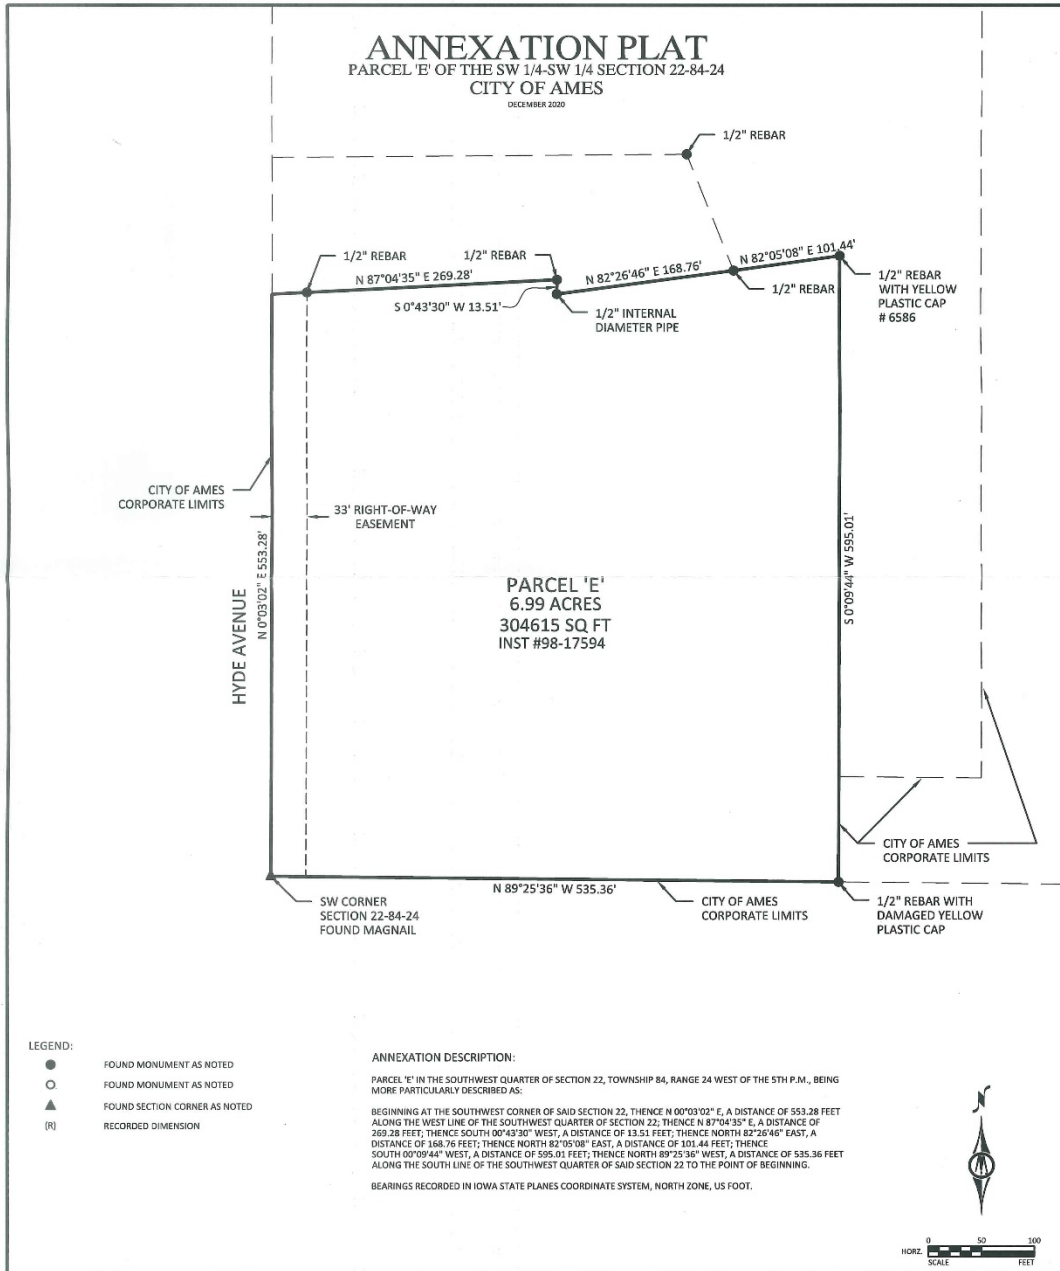 ANNEXATION PLAT
PARCEL 'E' OF THE SW 1/4-SW 1/4 SECTION 22-84-24
CITY OF AMES
DECEMBER 2020
1/2" REBAR
1/2" REBAR
1/2" REBAR
N 87°04'35" E 269.28'
N 82°26'46" E 168.76'
N 82°05'08" E 101.44'
S 0°43'30" W 13.51'
1/2" INTERNAL
DIAMETER PIPE
1/2" REBAR
1/2" REBAR
WITH YELLOW
PLASTIC CAP
# 6586
CITY OF AMES
CORPORATE LIMITS
33' RIGHT-OF-WAY
EASEMENT
N 0°03'02" E 553.28'
HYDE AVENUE
S 0°09'44" W 595.01'
PARCEL 'E'
6.99 ACRES
304615 SQ FT
INST #98-17594
CITY OF AMES
CORPORATE LIMITS
N 89°25'36" W 535.36'
SW CORNER
SECTION 22-84-24
FOUND MAGNAIL
CITY OF AMES
CORPORATE LIMITS
1/2" REBAR WITH
DAMAGED YELLOW
PLASTIC CAP
LEGEND:
FOUND MONUMENT AS NOTED
FOUND MONUMENT AS NOTED
FOUND SECTION CORNER AS NOTED
(R) RECORDED DIMENSION
ANNEXATION DESCRIPTION:
PARCEL 'E' IN THE SOUTHWEST QUARTER OF SECTION 22, TOWNSHIP 84, RANGE 24 WEST OF THE 5TH P.M., BEING
MORE PARTICULARLY DESCRIBED AS:
BEGINNING AT THE SOUTHWEST CORNER OF SAID SECTION 22, THENCE N 00°03'02" E, A DISTANCE OF 553.28 FEET
ALONG THE WEST LINE OF THE SOUTHWEST QUARTER OF SECTION 22; THENCE N 87°04'35" E, A DISTANCE OF
269.28 FEET; THENCE SOUTH 00°43'30" WEST, A DISTANCE OF 13.51 FEET; THENCE NORTH 82°26'46" EAST, A
DISTANCE OF 168.76 FEET; THENCE NORTH 82°05'08" EAST, A DISTANCE OF 101.44 FEET; THENCE
SOUTH 00°09'44" WEST, A DISTANCE OF 595.01 FEET; THENCE NORTH 89°25'36" WEST, A DISTANCE OF 535.36 FEET
ALONG THE SOUTH LINE OF THE SOUTHWEST QUARTER OF SAID SECTION 22 TO THE POINT OF BEGINNING.
BEARINGS RECORDED IN IOWA STATE PLANES COORDINATE SYSTEM, NORTH ZONE, US FOOT.
N
0 50 100
HORZ.
SCALE FEET